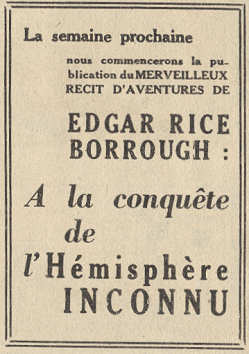 La semaine prochaine
nous commencerons la pu-
blication du MERVEILLEUX
RECIT D'AVENTURES DE
EDGAR RICE
BORROUGH :
A la conquête
de
l'Hémisphère
INCONNU